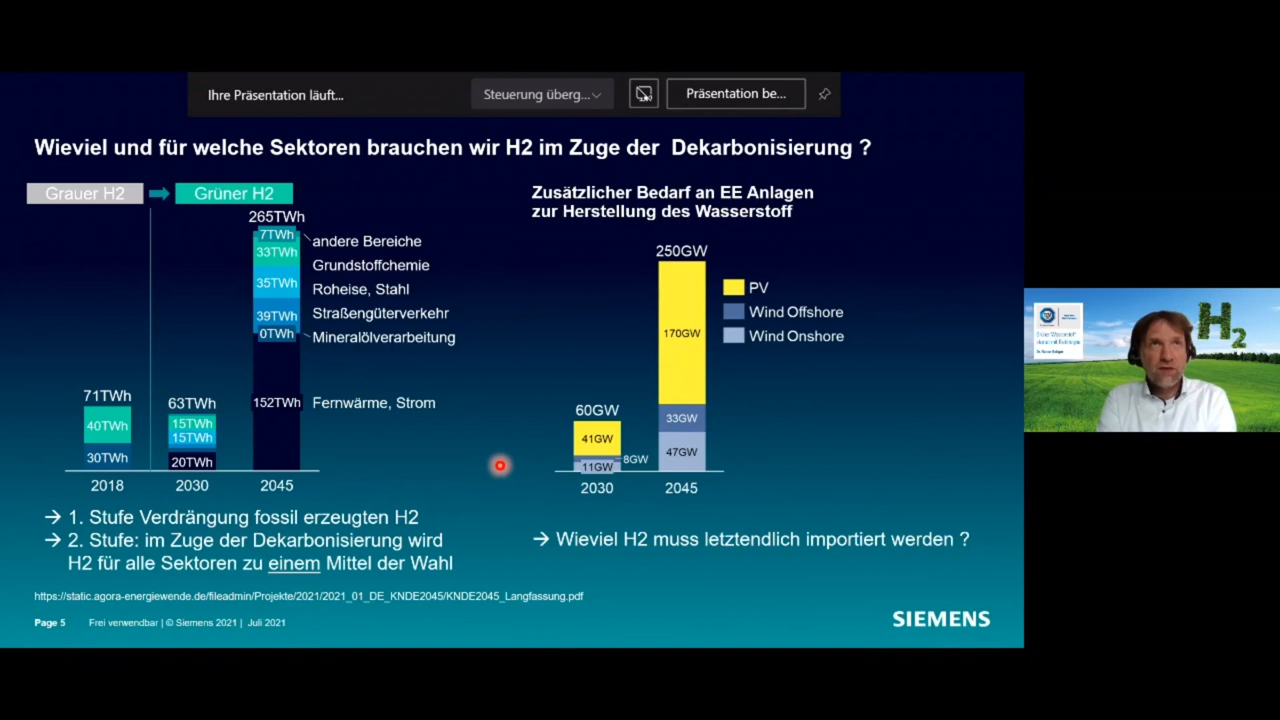 Ihre Präsentation läuft...
Steuerung überg...
Präsentation be...
Wieviel und für welche Sektoren brauchen wir H2 im Zuge der Dekarbonisierung ?
Grauer H2
Grüner H2
265TWh
7TWh
andere Bereiche
33TWh
Grundstoffchemie
35TWh
Roheise, Stahl
39TWh
Straßengüterverkehr
0TWh
Mineralölverarbeitung
152TWh
Fernwärme, Strom
71TWh
40TWh
30TWh
63TWh
15TWh
15TWh
20TWh
2018
2030
2045
→ 1. Stufe Verdrängung fossil erzeugten H2
→ 2. Stufe: im Zuge der Dekarbonisierung wird
H2 für alle Sektoren zu einem Mittel der Wahl
Zusätzlicher Bedarf an EE Anlagen
zur Herstellung des Wasserstoff
250GW
170GW
33GW
47GW
60GW
41GW
8GW
11GW
PV
Wind Offshore
Wind Onshore
2030
2045
→ Wieviel H2 muss letztendlich importiert werden ?
https://static.agora-energiewende.de/fileadmin/Projekte/2021/2021_01_DE_KNDE2045/KNDE2045_Langfassung.pdf
Page 5
Frei verwendbar | © Siemens 2021 | Juli 2021
SIEMENS
H2